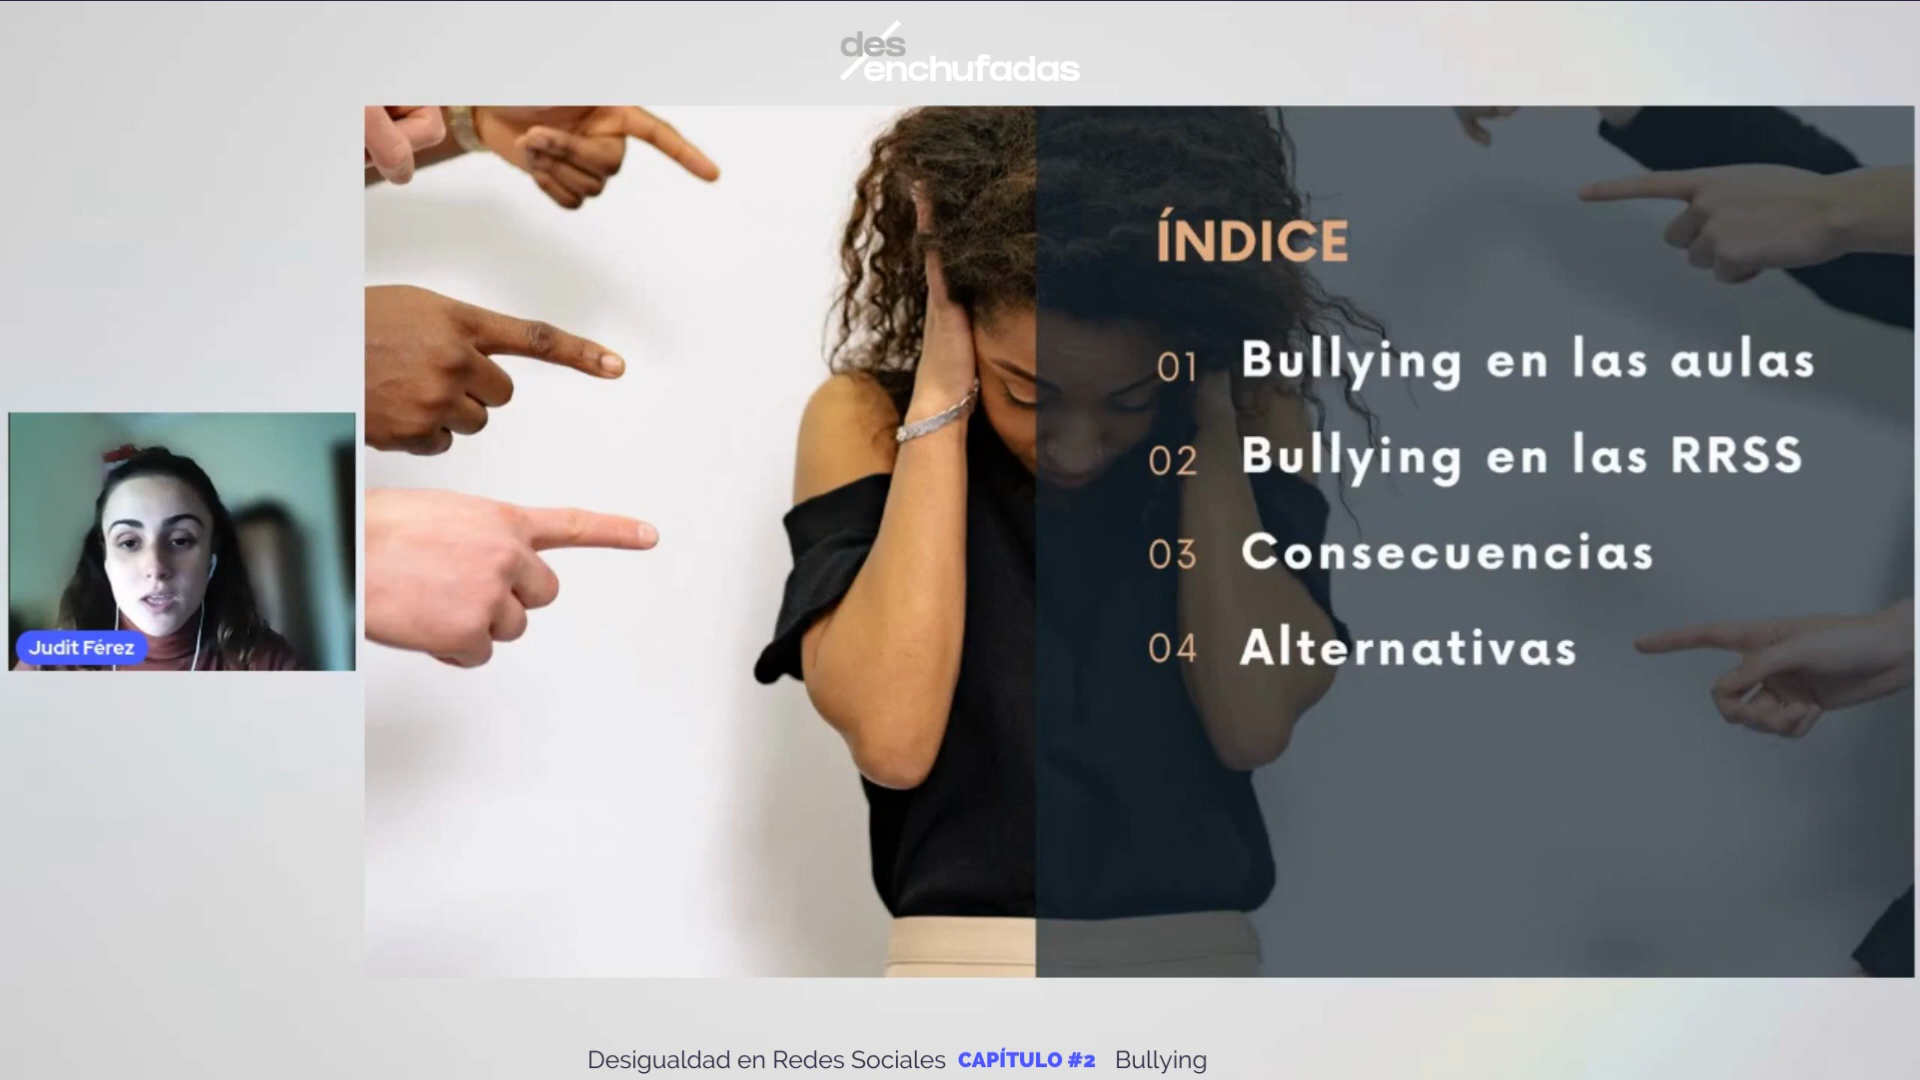 des
enchufadas
ÍNDICE
01 Bullying en las aulas
02 Bullying en las RRSS
03 Consecuencias
04 Alternativas
Judit Férez
Desigualdad en Redes Sociales CAPÍTULO #2 Bullying